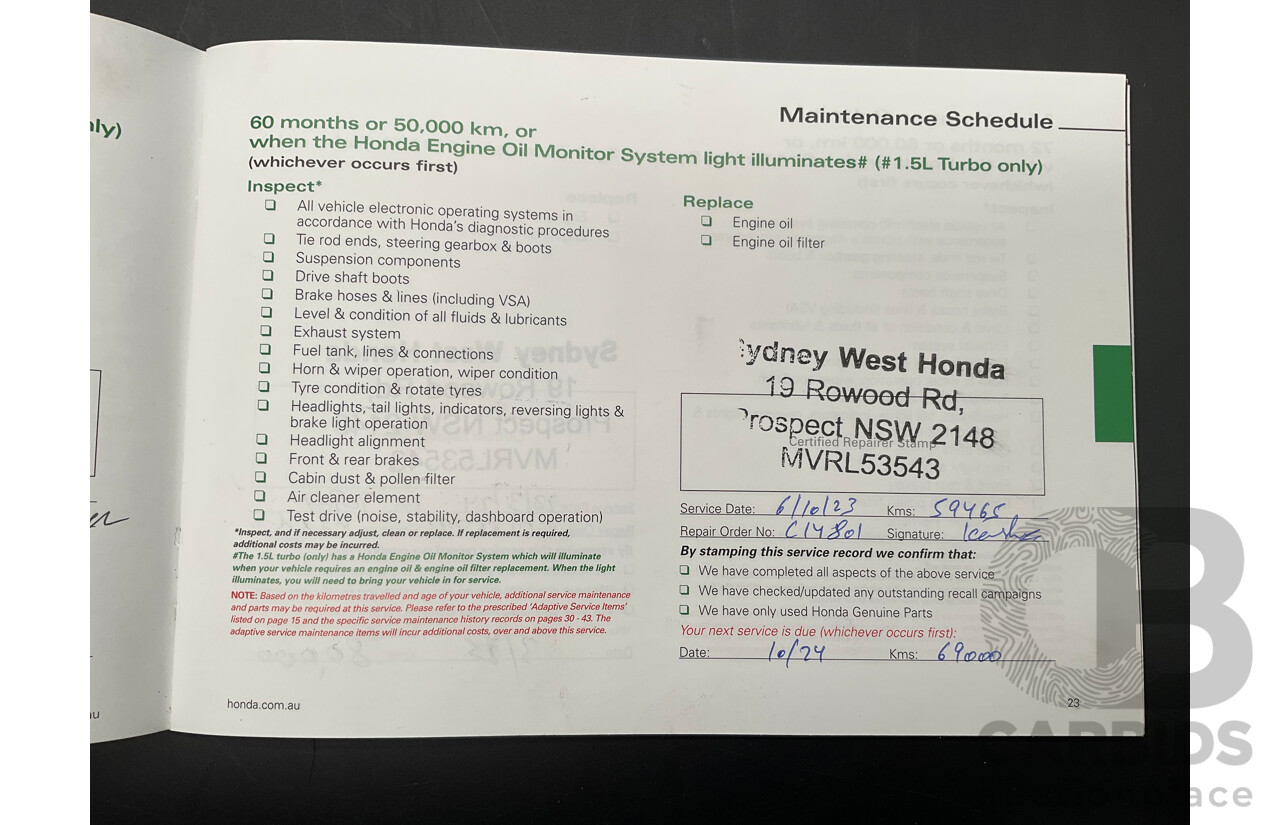 nly)
Maintenance Schedule
60 months or 50,000 km, or
when the Honda Engine Oil Monitor System light illuminates# (#1.5L Turbo only)
(whichever occurs first)
Inspect*
All vehicle electronic operating systems in
accordance with Honda's diagnostic procedures
Tie rod ends, steering gearbox & boots
Suspension components
Drive shaft boots
Brake hoses & lines (including VSA)
Level & condition of all fluids & lubricants
Exhaust system
Fuel tank, lines & connections
Horn & wiper operation, wiper condition
Tyre condition & rotate tyres
Headlights, tail lights, indicators, reversing lights &
brake light operation
Headlight alignment
Front & rear brakes
Cabin dust & pollen filter
Air cleaner element
Test drive (noise, stability, dashboard operation)
*Inspect, and if necessary adjust, clean or replace. If replacement is required,
additional costs may be incurred.
#The 1.5L turbo (only) has a Honda Engine Oil Monitor System which will illuminate
when your vehicle requires an engine oil & engine oil filter replacement. When the light
illuminates, you will need to bring your vehicle in for service.
NOTE: Based on the kilometres travelled and age of your vehicle, additional service maintenance
and parts may be required at this service. Please refer to the prescribed 'Adaptive Service Items'
listed on page 15 and the specific service maintenance history records on pages 30 - 43. The
adaptive service maintenance items will incur additional costs, over and above this service.
honda.com.au
Replace
Engine oil
Engine oil filter
Sydney West Honda
19 Rowood Rd,
Prospect NSW 2148
Certified Repairer Stamp
MVRL53543
Service Date: 6/10/23 Kms: 59465
Repair Order No: C14801 Signature:
By stamping this service record we confirm that:
We have completed all aspects of the above service
We have checked/updated any outstanding recall campaigns
We have only used Honda Genuine Parts
Your next service is due (whichever occurs first):
Date: 10/24 Kms: 69000
23
au
CARBIDS